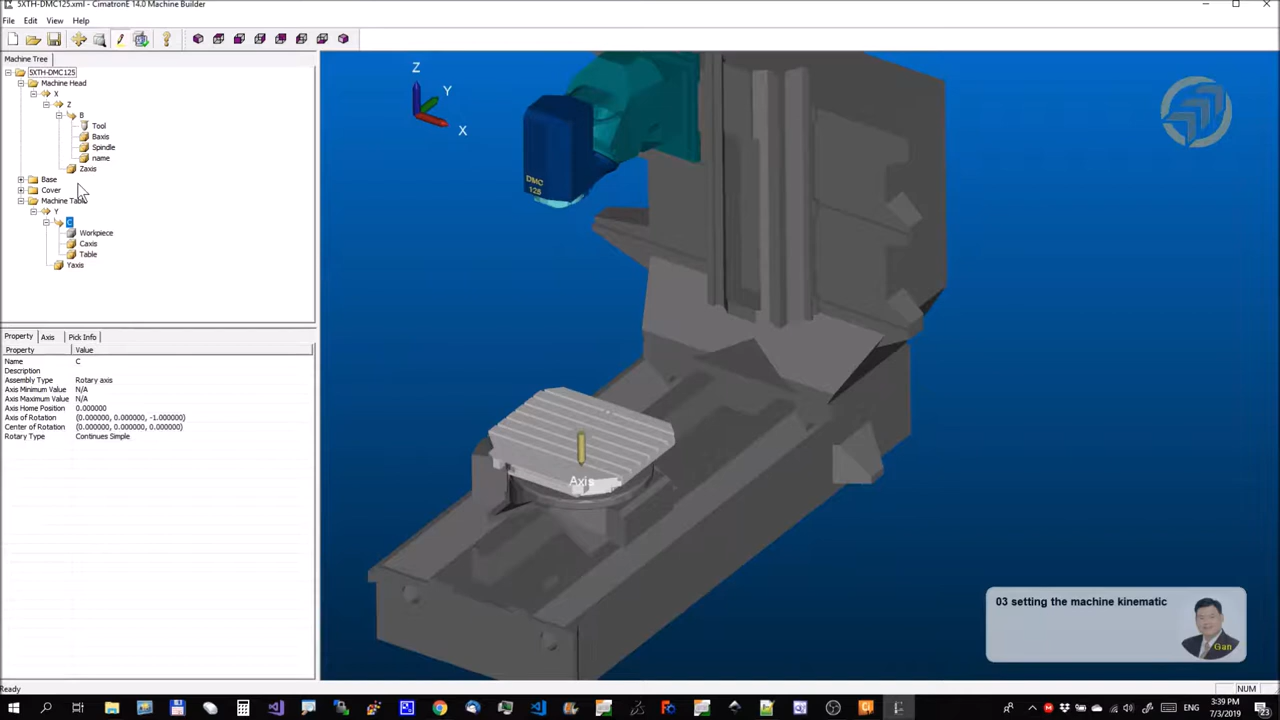 5XTH-DMC125.xml - CimatronE 14.0 Machine Builder
File Edit View Help
Machine Tree
5XTH-DMC125
Machine Head
X
Z
B
Tool
Baxis
Spindle
name
Zaxis
Base
Cover
Machine Table
Y
C
Workpiece
Caxis
Table
Yaxis
Property Axis Pick Info
Property Value
Name C
Description
Assembly Type Rotary axis
Axis Minimum Value N/A
Axis Maximum Value N/A
Axis Home Position 0.000000
Axis of Rotation (0.000000, 0.000000, -1.000000)
Center of Rotation (0.000000, 0.000000, 0.000000)
Rotary Type Continues Simple
Z
Y
X
DMC
125
Axis
03 setting the machine kinematic
Gan
Ready
NUM
3:39 PM
7/3/2019
23